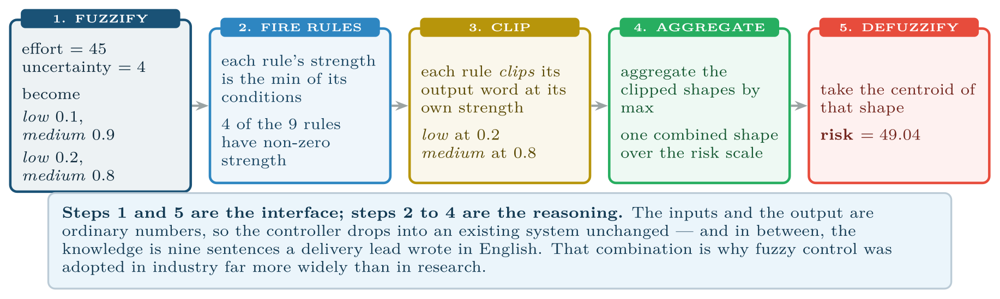 1. FUZZIFY
effort = 45
uncertainty = 4
become
low 0.1,
medium 0.9
low 0.2,
medium 0.8
2. FIRE RULES
each rule's strength
is the min of its
conditions
4 of the 9 rules
have non-zero
strength
3. CLIP
each rule clips its
output word at its
own strength
low at 0.2
medium at 0.8
4. AGGREGATE
aggregate the
clipped shapes by
max
one combined shape
over the risk scale
5. DEFUZZIFY
take the centroid of
that shape
risk = 49.04
Steps 1 and 5 are the interface; steps 2 to 4 are the reasoning. The inputs and the output are
ordinary numbers, so the controller drops into an existing system unchanged — and in between, the
knowledge is nine sentences a delivery lead wrote in English. That combination is why fuzzy control was
adopted in industry far more widely than in research.